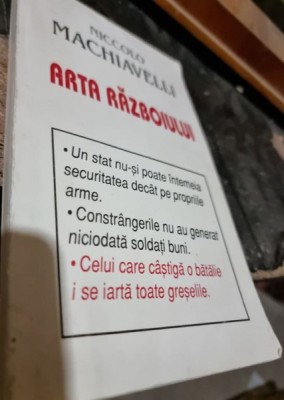 NICCOLO
MACHIAVELLI
ARTA RĂZBOIULUI
• Un stat nu-și poate întemeia
securitatea decât pe propriile
arme.
• Constrângerile nu au generat
niciodată soldați buni.
• Celui care câștigă o bătălie
i se iartă toate greșelile.